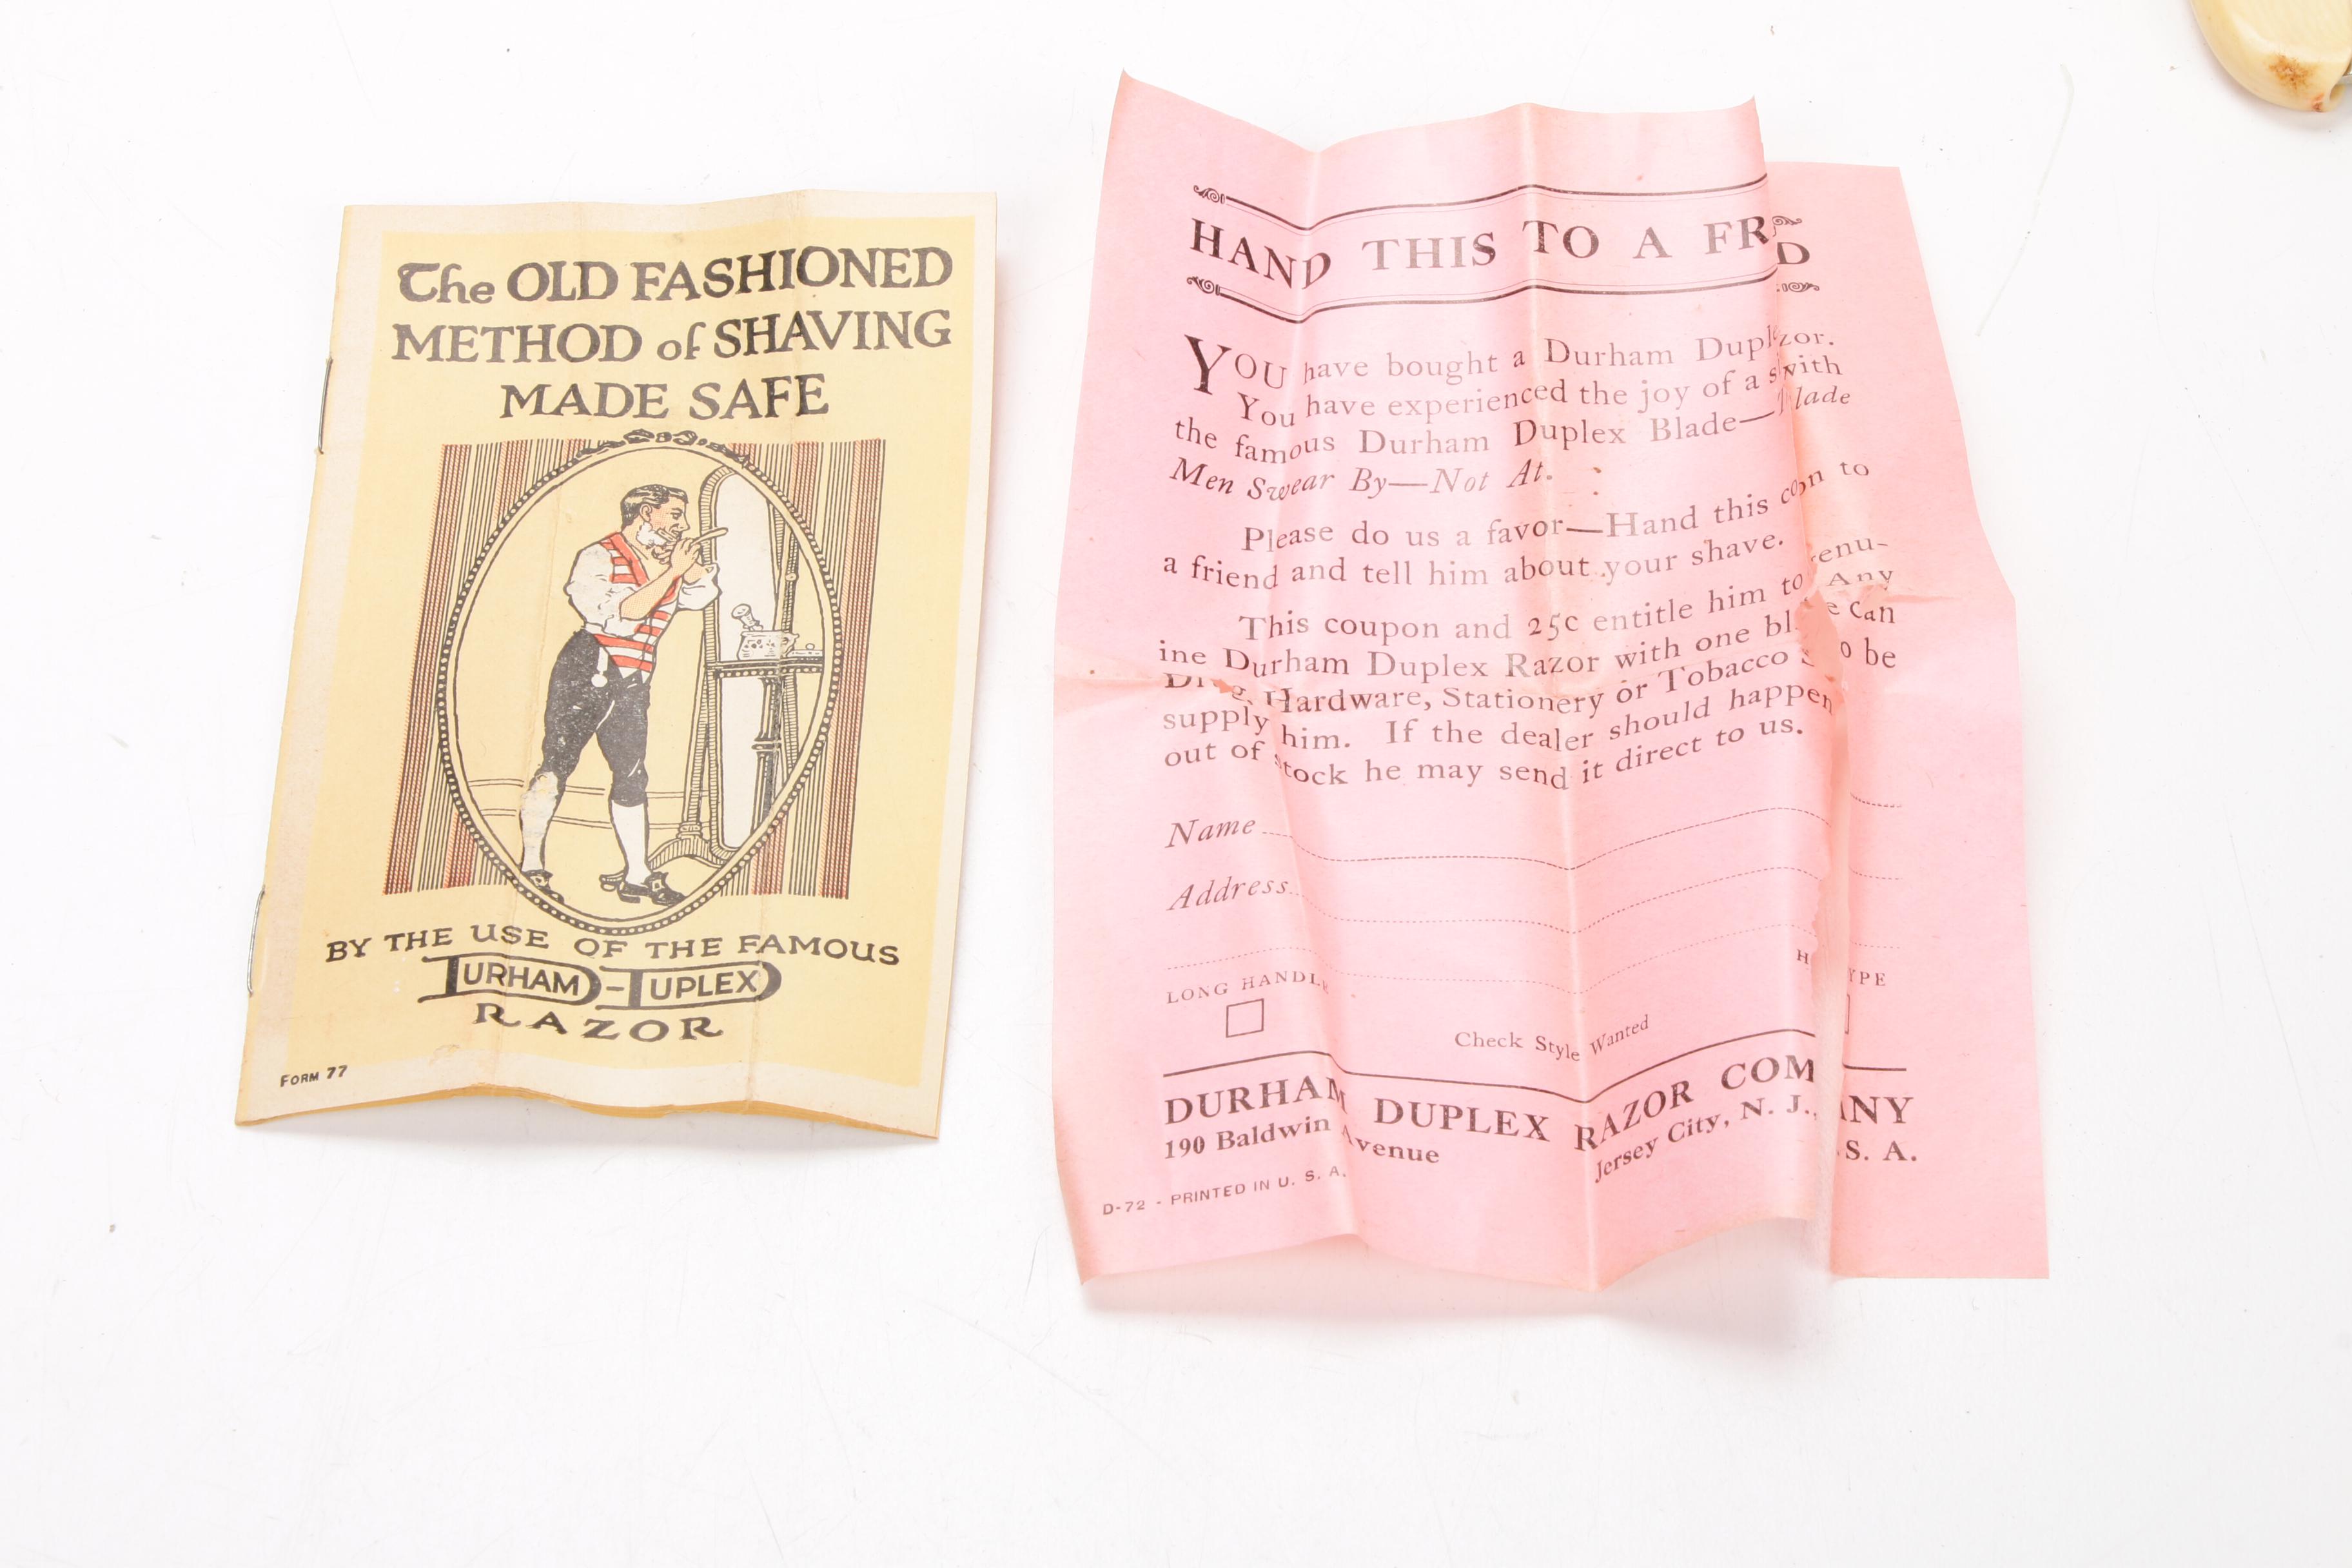 The OLD FASHIONED
METHOD of SHAVING
MADE SAFE
BY THE USE OF THE FAMOUS
DURHAM-DUPLEX
RAZOR
FORM 77
HAND THIS TO A FR D
YOU have bought a Durham Duple zor.
You have experienced the joy of a s with
the famous Durham Duplex Blade— lade
Men Swear By—Not At.
Please do us a favor—Hand this co on to
a friend and tell him about your shave.
This coupon and 25c entitle him to enu-
ine Durham Duplex Razor with one bl Any
Drug, Hardware, Stationery or Tobacco e can
supply him. If the dealer should happen o be
out of stock he may send it direct to us.
Name
Address
LONG HANDLE H YPE
Check Style Wanted
DURHAM DUPLEX RAZOR COM ANY
190 Baldwin Avenue Jersey City, N. J., S. A.
D-72 - PRINTED IN U. S. A.